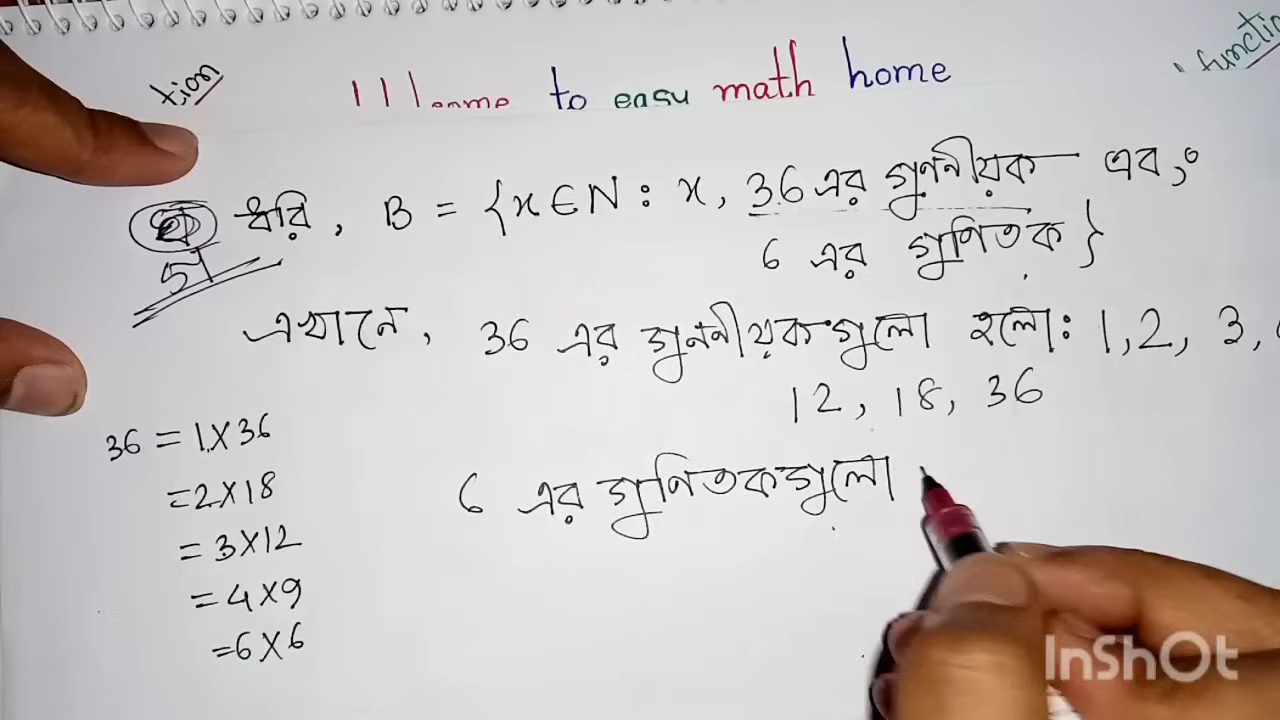 tion
to easy math home
function
ধরি, B = {x∈N : x, 36 এর গুননীয়ক এবং
6 এর গুণিতক}
এখানে, 36 এর গুননীয়কগুলো হলো: 1, 2, 3,
12, 18, 36
36 = 1×36
=2×18
= 3×12
= 4×9
=6×6
6 এর গুণিতকগুলো
InShOt